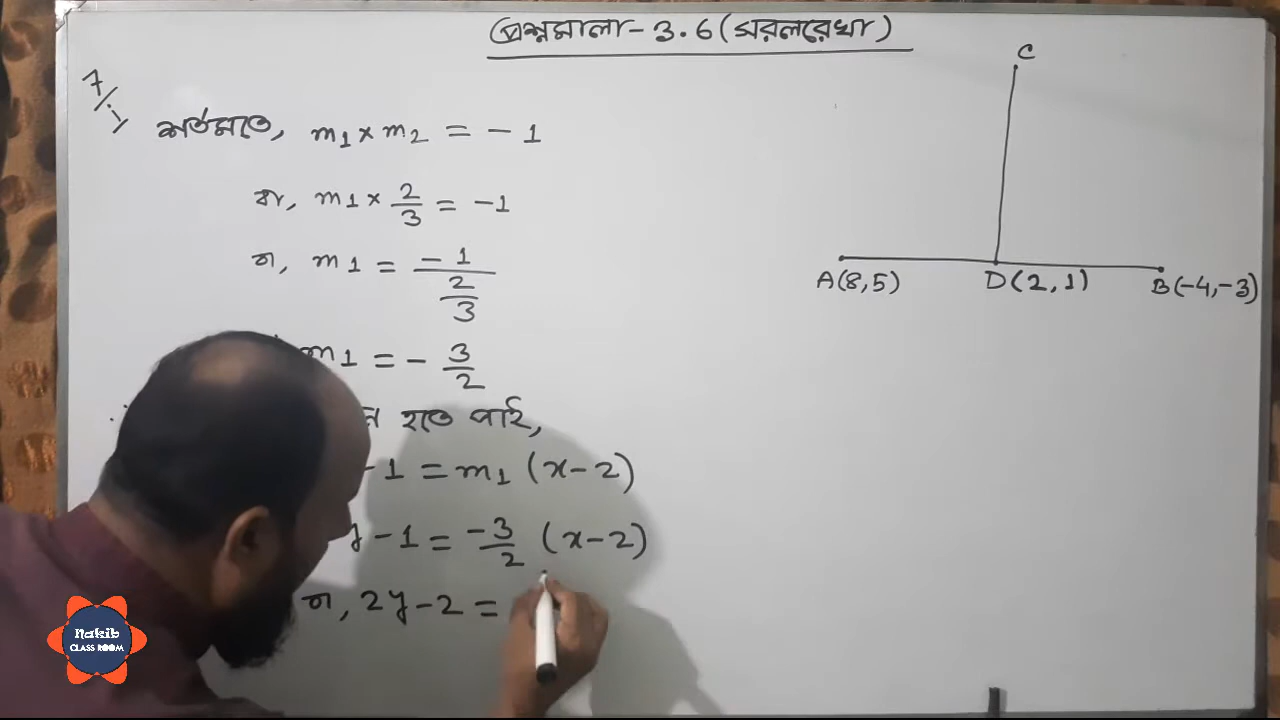 প্রশ্নমালা-3.6(সরলরেখা)
7/i
শর্তমতে, m1 × m2 = -1
বা, m1 × 2/3 = -1
বা, m1 = -1/(2/3)
m1 = - 3/2
হতে পাই,
-1 = m1 (x-2)
y-1 = -3/2 (x-2)
বা, 2y-2 =
C
A(8,5)
D(2,1)
B(-4,-3)
Nakib
CLASS ROOM